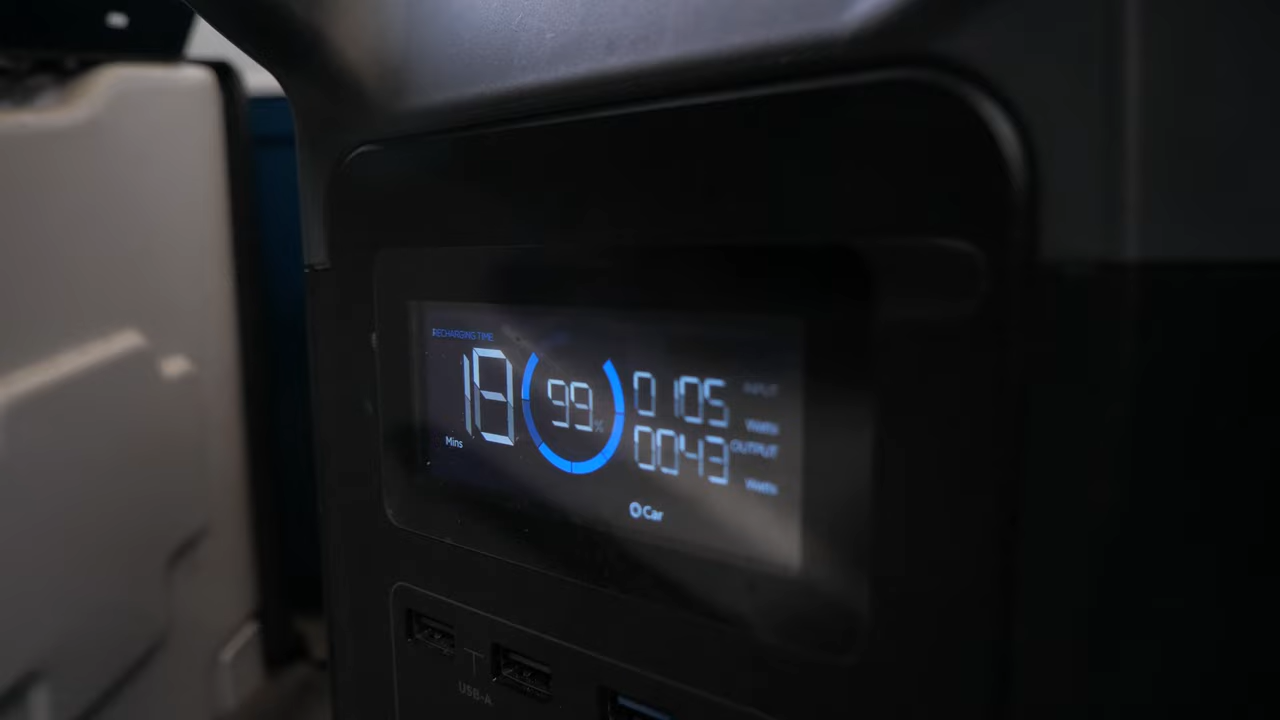 RECHARGING TIME
18
Mins
99%
0105 INPUT
Watts
0043 OUTPUT
Watts
Car
USB-A